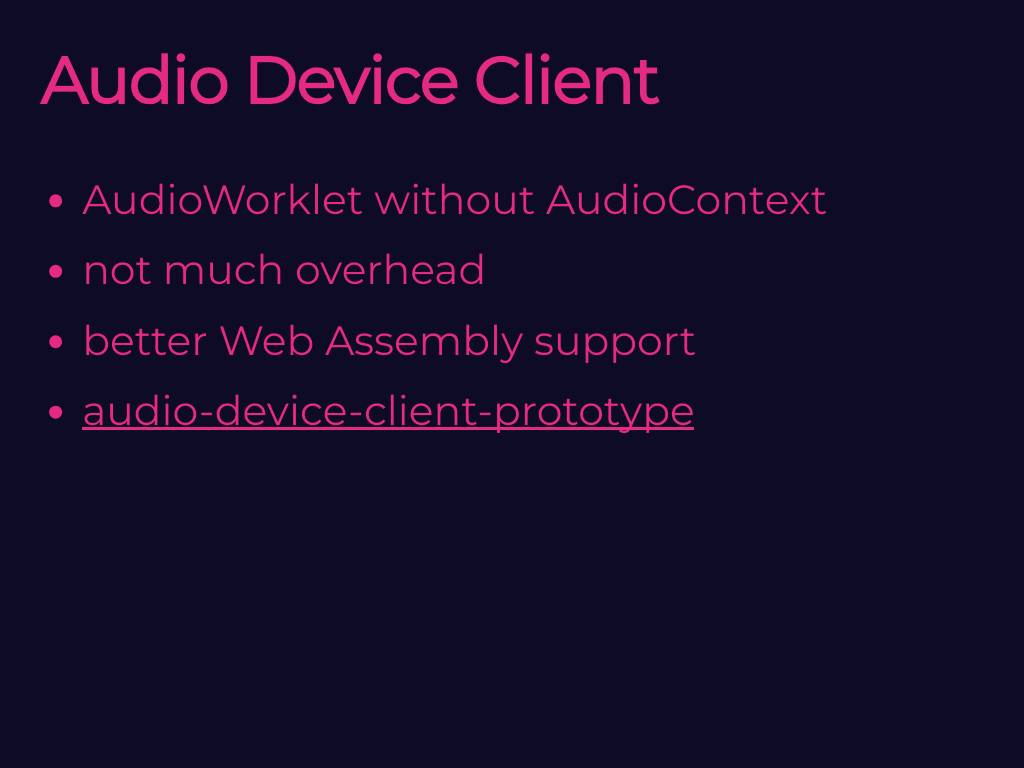 Audio Device Client
• AudioWorklet without AudioContext
• not much overhead
• better Web Assembly support
• audio-device-client-prototype